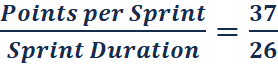 Points per Sprint / Sprint Duration = 37 / 26